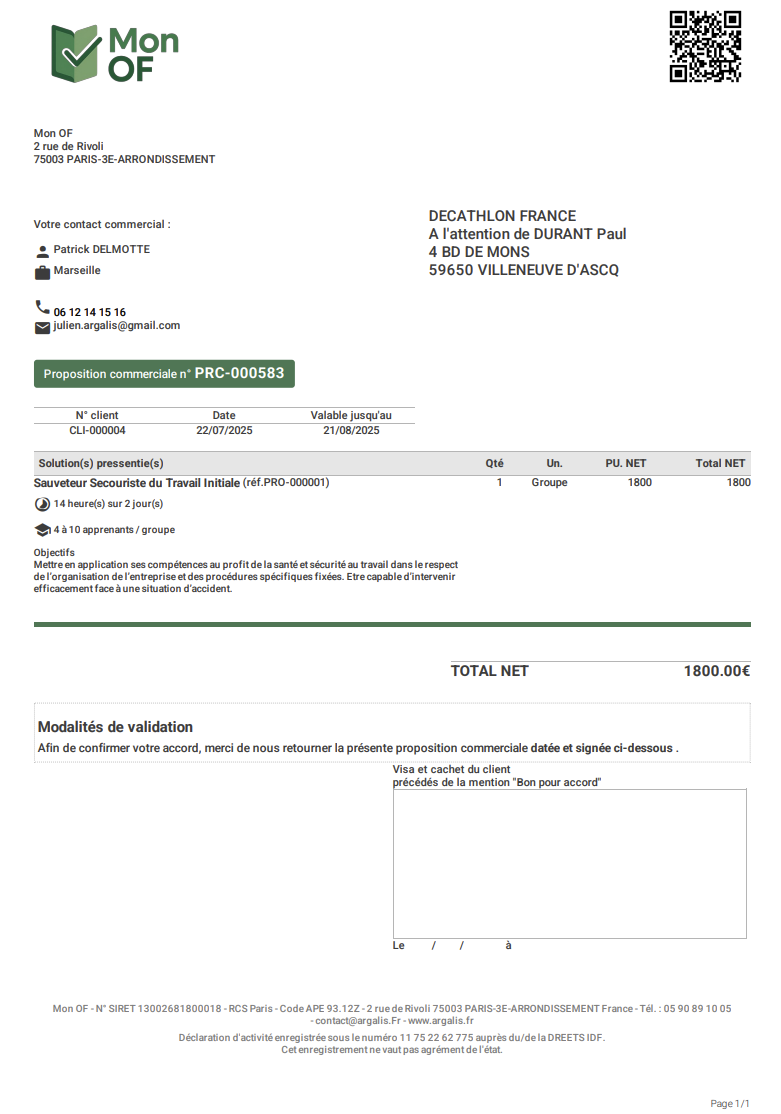 Mon
OF
Mon OF
2 rue de Rivoli
75003 PARIS-3E-ARRONDISSEMENT
Votre contact commercial :
Patrick DELMOTTE
Marseille
06 12 14 15 16
julien.argalis@gmail.com
DECATHLON FRANCE
A l'attention de DURANT Paul
4 BD DE MONS
59650 VILLENEUVE D'ASCQ
Proposition commerciale n° PRC-000583
N° client Date Valable jusqu'au
CLI-000004 22/07/2025 21/08/2025
Solution(s) pressentie(s) Qté Un. PU. NET Total NET
Sauveteur Secouriste du Travail Initiale (réf.PRO-000001) 1 Groupe 1800 1800
14 heure(s) sur 2 jour(s)
4 à 10 apprenants / groupe
Objectifs
Mettre en application ses compétences au profit de la santé et sécurité au travail dans le respect
de l'organisation de l'entreprise et des procédures spécifiques fixées. Etre capable d'intervenir
efficacement face à une situation d'accident.
TOTAL NET 1800.00€
Modalités de validation
Afin de confirmer votre accord, merci de nous retourner la présente proposition commerciale datée et signée ci-dessous .
Visa et cachet du client
précédés de la mention "Bon pour accord"
Le / / à
Mon OF - N° SIRET 13002681800018 - RCS Paris - Code APE 93.12Z - 2 rue de Rivoli 75003 PARIS-3E-ARRONDISSEMENT France - Tél. : 05 90 89 10 05
- contact@argalis.Fr - www.argalis.fr
Déclaration d'activité enregistrée sous le numéro 11 75 22 62 775 auprès du/de la DREETS IDF.
Cet enregistrement ne vaut pas agrément de l'état.
Page 1/1